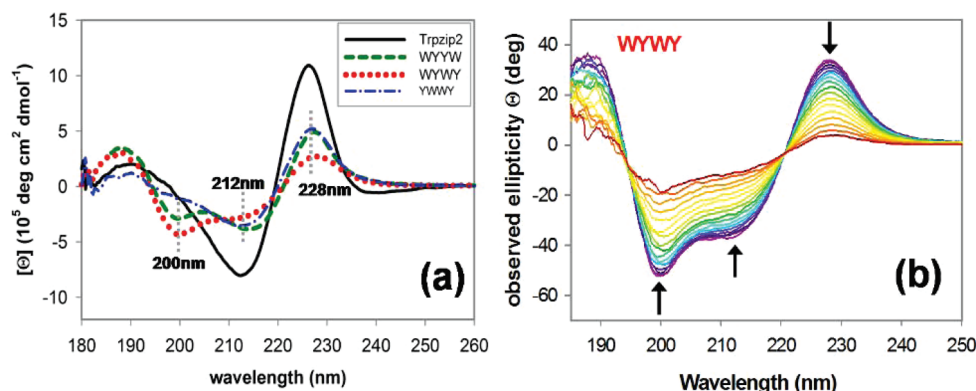 15
10
5
0
-5
-10
[Θ] (10⁵ deg cm² dmol⁻¹)
Trpzip2
WYYW
WYWY
YWWY
212nm
228nm
200nm
(a)
180 190 200 210 220 230 240 250 260
wavelength (nm)
40
20
0
-20
-40
-60
observed ellipticity Θ (deg)
WYWY
(b)
190 200 210 220 230 240 250
Wavelength (nm)